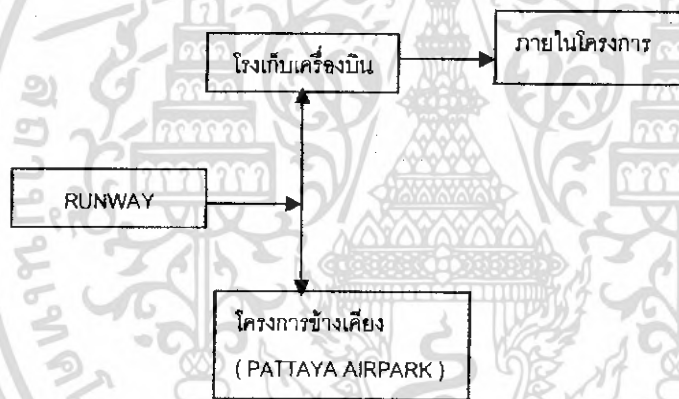 ภายในโครงการ
โรงเก็บเครื่องบิน
RUNWAY
โครงการข้างเคียง
( PATTAYA AIRPARK )